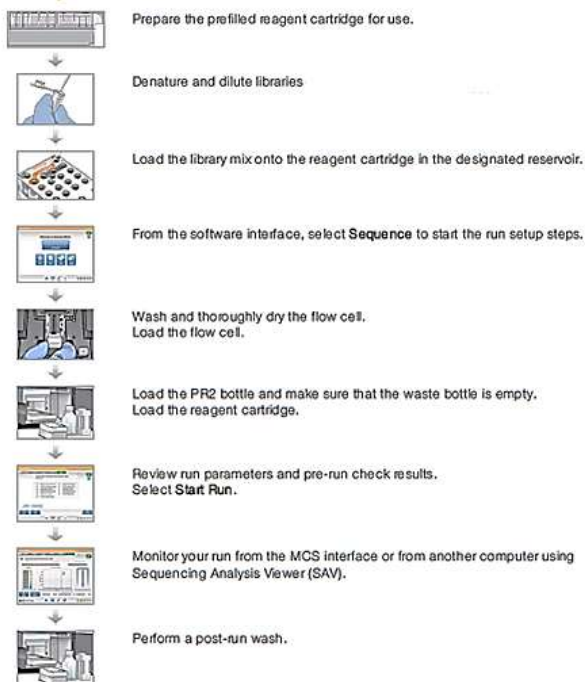 Prepare the prefilled reagent cartridge for use.
Denature and dilute libraries
Load the library mix onto the reagent cartridge in the designated reservoir.
From the software interface, select Sequence to start the run setup steps.
Wash and thoroughly dry the flow cell.
Load the flow cell.
Load the PR2 bottle and make sure that the waste bottle is empty.
Load the reagent cartridge.
Review run parameters and pre-run check results.
Select Start Run.
Monitor your run from the MCS interface or from another computer using
Sequencing Analysis Viewer (SAV).
Perform a post-run wash.